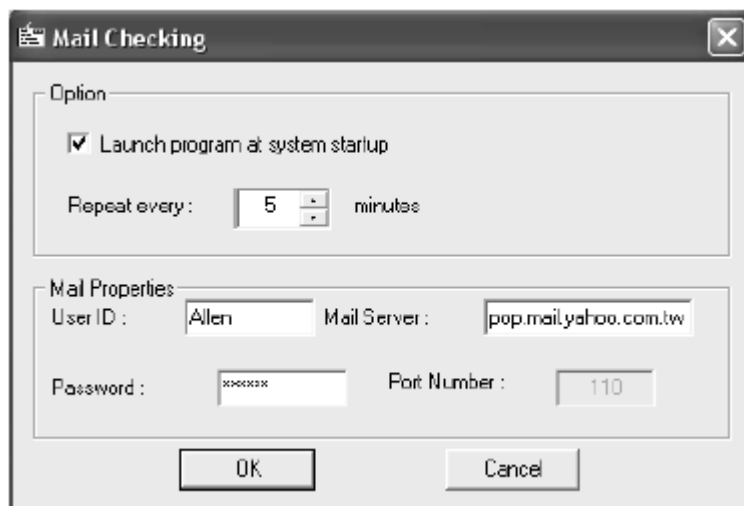 Mail Checking
Option
Launch program at system startup
Repeat every : 5 minutes
Mail Properties
User ID : Allen Mail Server : pop.mail.yahoo.com.tw
Password : ****** Port Number : 110
OK Cancel